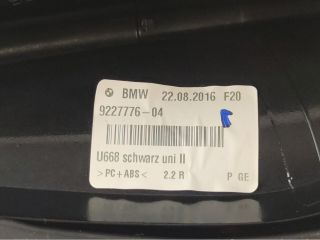 BMW 22.08.2016 F20
9227776-04
U668 schwarz uni II
>PC+ABS< 2.2 R P GE